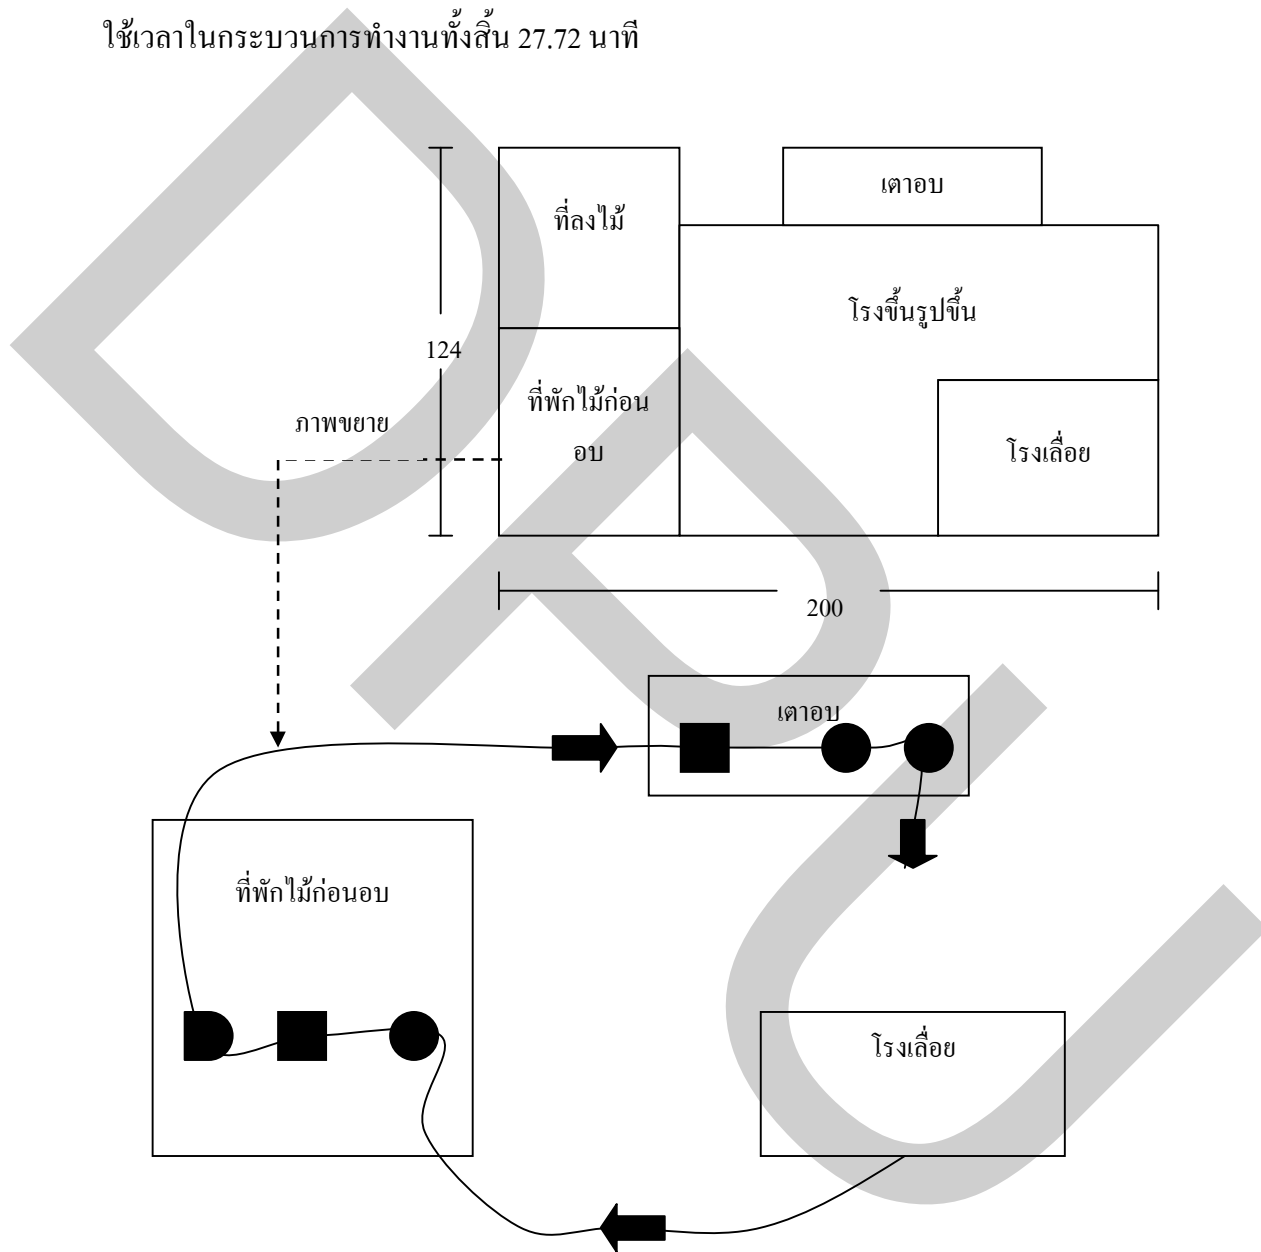 ใช้เวลาในกระบวนการทำงานทั้งสิ้น 27.72 นาที
ที่ลงไม้
เตาอบ
โรงขึ้นรูปขึ้น
124
ที่พักไม้ก่อน
อบ
ภาพขยาย
โรงเลื่อย
200
เตาอบ
ที่พักไม้ก่อนอบ
โรงเลื่อย
DPU